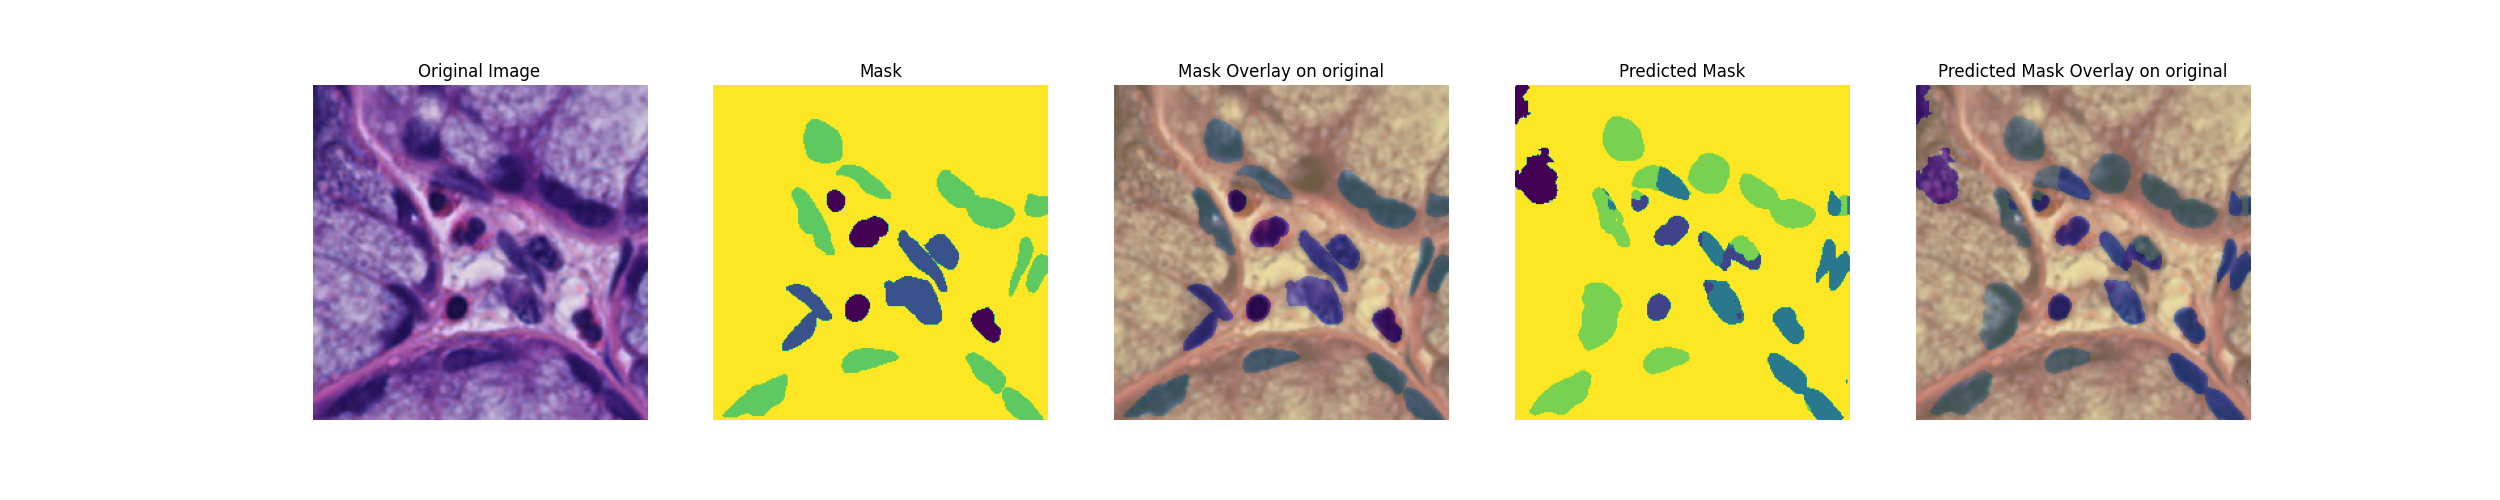 Original Image
Mask
Mask Overlay on original
Predicted Mask
Predicted Mask Overlay on original